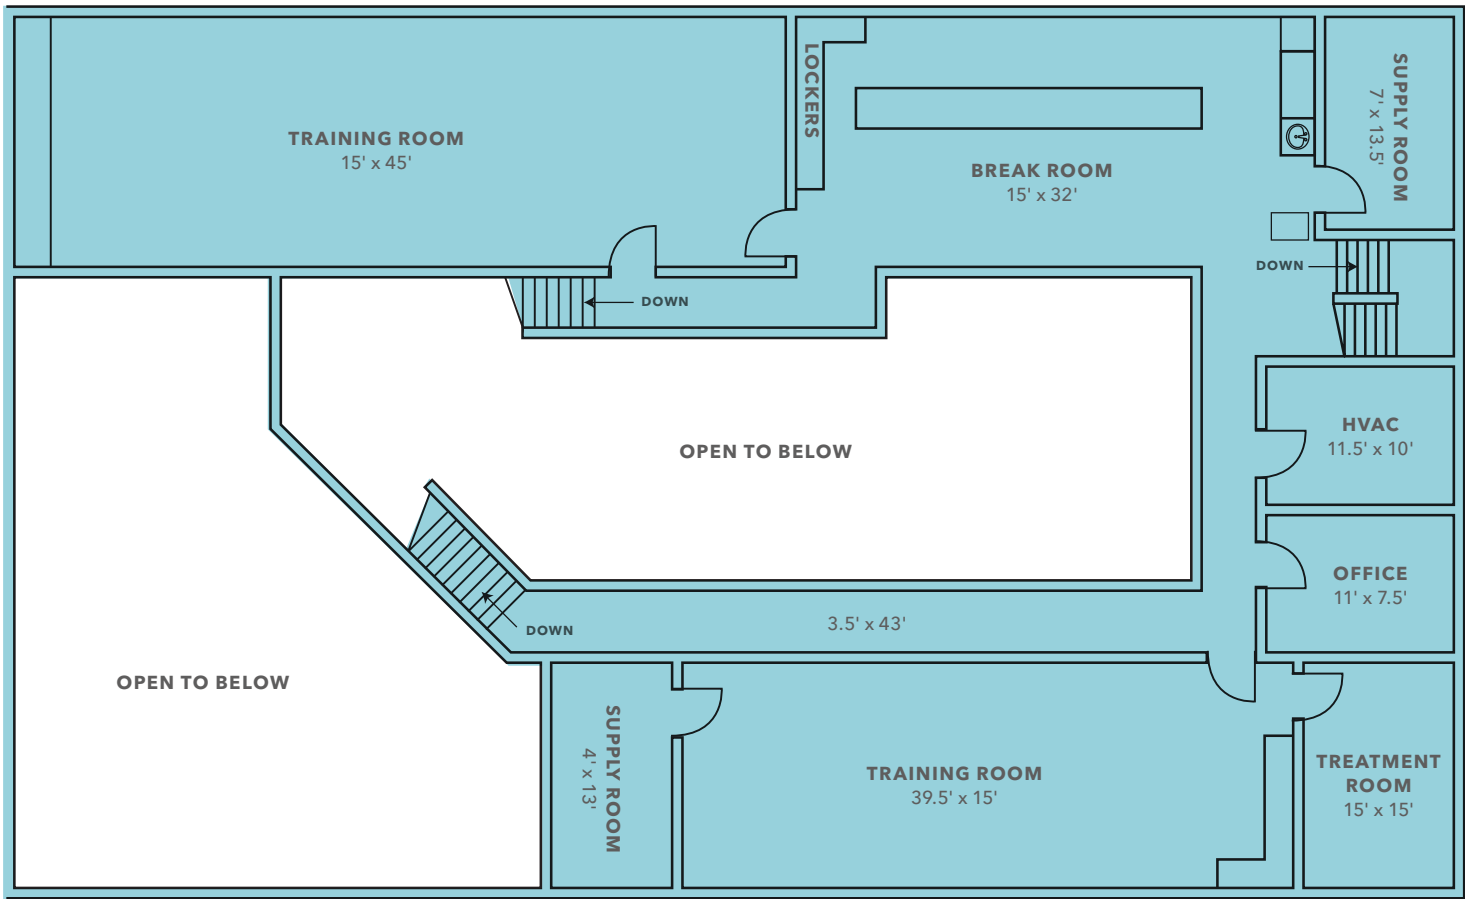 TRAINING ROOM
15' x 45'
LOCKERS
BREAK ROOM
15' x 32'
SUPPLY ROOM
7' x 13.5'
DOWN
DOWN
OPEN TO BELOW
HVAC
11.5' x 10'
OFFICE
11' x 7.5'
3.5' x 43'
DOWN
OPEN TO BELOW
SUPPLY ROOM
4' x 13'
TRAINING ROOM
39.5' x 15'
TREATMENT
ROOM
15' x 15'